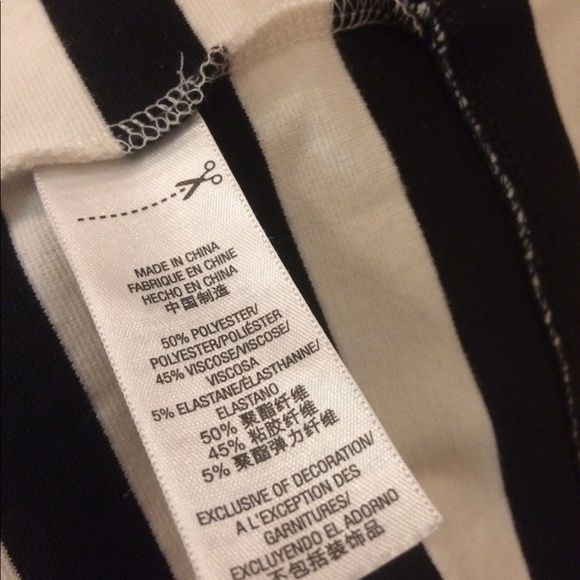 MADE IN CHINA
FABRIQUE EN CHINE
HECHO EN CHINA
中国制造
50% POLYESTER/
POLYESTER/POLIÉSTER
45% VISCOSE/VISCOSE/
VISCOSA
5% ELASTANE/ÉLASTHANNE/
ELASTANO
50% 聚酯纤维
45% 粘胶纤维
5% 聚酯弹力纤维
EXCLUSIVE OF DECORATION/
A L'EXCEPTION DES
GARNITURES/
EXCLUYENDO EL ADORNO
不包括装饰品